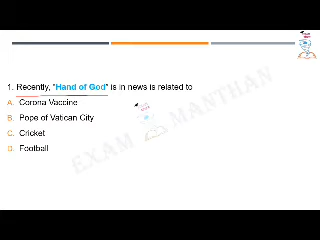 1. Recently, "Hand of God" is in news is related to
A. Corona Vaccine
B. Pope of Vatican City
C. Cricket
D. Football
EXAM MANTHAN